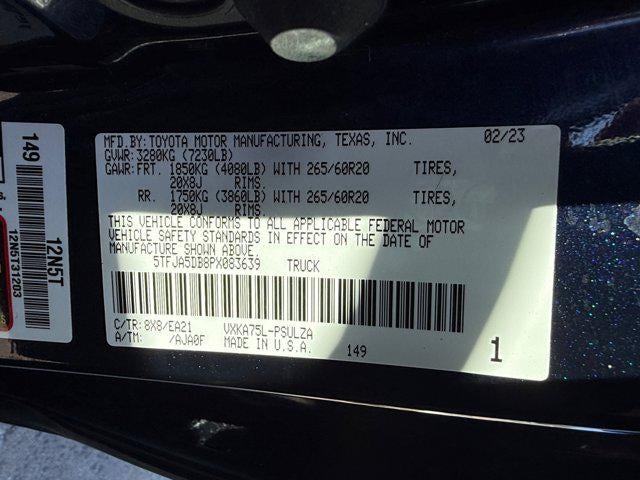 MFD.BY:TOYOTA MOTOR MANUFACTURING, TEXAS, INC. 02/23
GVWR:3280KG (7230LB)
GAWR:FRT. 1850KG (4080LB) WITH 265/60R20 TIRES,
20X8J RIMS.
RR. 1750KG (3860LB) WITH 265/60R20 TIRES,
20X8J RIMS.
THIS VEHICLE CONFORMS TO ALL APPLICABLE FEDERAL MOTOR
VEHICLE SAFETY STANDARDS IN EFFECT ON THE DATE OF
MANUFACTURE SHOWN ABOVE.
5TFJA5DB8PX083639 TRUCK
C/TR:8X8/EA21 VXKA75L-PSULZA
A/TM: /AJA0F MADE IN U.S.A.
149
1
149
12N5T
12N5T31203